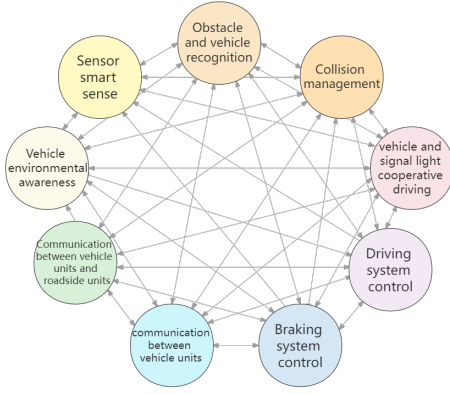 Obstacle
and vehicle
recognition
Sensor
smart
sense
Collision
management
Vehicle
environmental
awareness
vehicle and
signal light
cooperative
driving
Communication
between vehicle
units and
roadside units
Driving
system
control
communication
between
vehicle units
Braking
system
control